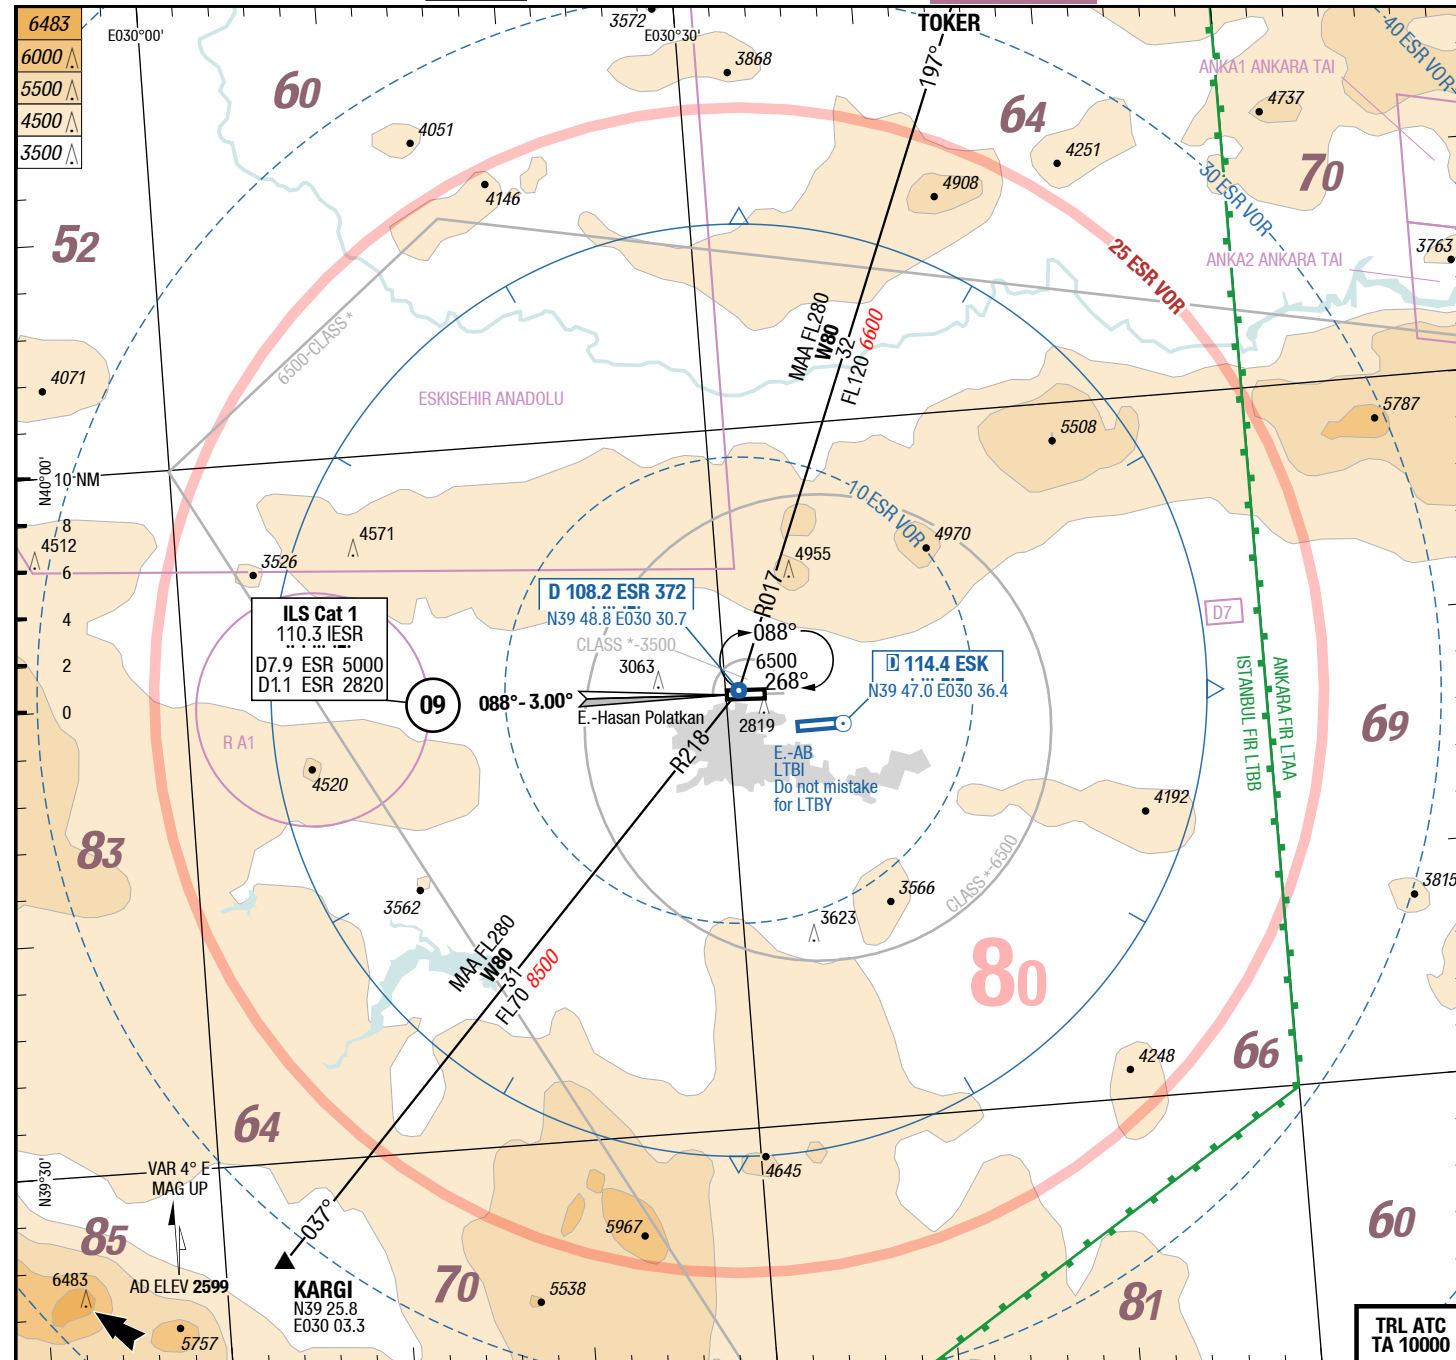 6483
6000
5500
4500
3500
E030°00'
3572
E030°30'
TOKER
197°
40 ESR VOR
ANKA1 ANKARA TAI
3868
4737
60
64
4051
4251
70
4146
4908
30 ESR VOR
52
25 ESR VOR
3763
ANKA2 ANKARA TAI
6500-CLASS *
MAA FL280
W80
32
FL120 6600
4071
ESKISEHIR ANADOLU
5787
5508
N40°00'
10 NM
8
6
4
2
0
10 ESR VOR
4512
4571
4970
3526
4955
D 108.2 ESR 372
N39 48.8 E030 30.7
R017
ILS Cat 1
110.3 IESR
D7.9 ESR 5000
D1.1 ESR 2820
D7
CLASS *-3500
088°
6500
268°
3063
D 114.4 ESK
N39 47.0 E030 36.4
ANKARA FIR LTAA
ISTANBUL FIR LTBB
09
088°- 3.00°
E.-Hasan Polatkan
2819
R218
69
R A1
E.-AB
LTBI
Do not mistake
for LTBY
4520
4192
83
CLASS *-6500
3562
3566
3815
3623
MAA FL280
W80
31
FL70 8500
80
66
4248
64
N39°30'
VAR 4° E
MAG UP
4645
037°
85
5967
60
6483
AD ELEV 2599
KARGI
N39 25.8
E030 03.3
70
5538
81
5757
TRL ATC
TA 10000